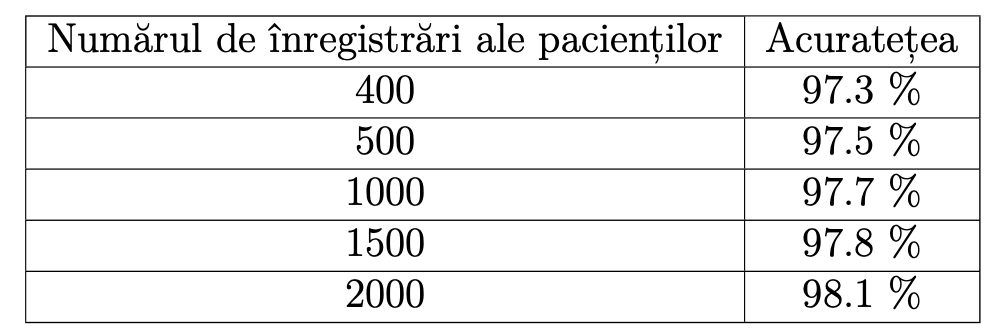 Numărul de înregistrări ale pacienților Acuratețea
400 97.3 %
500 97.5 %
1000 97.7 %
1500 97.8 %
2000 98.1 %